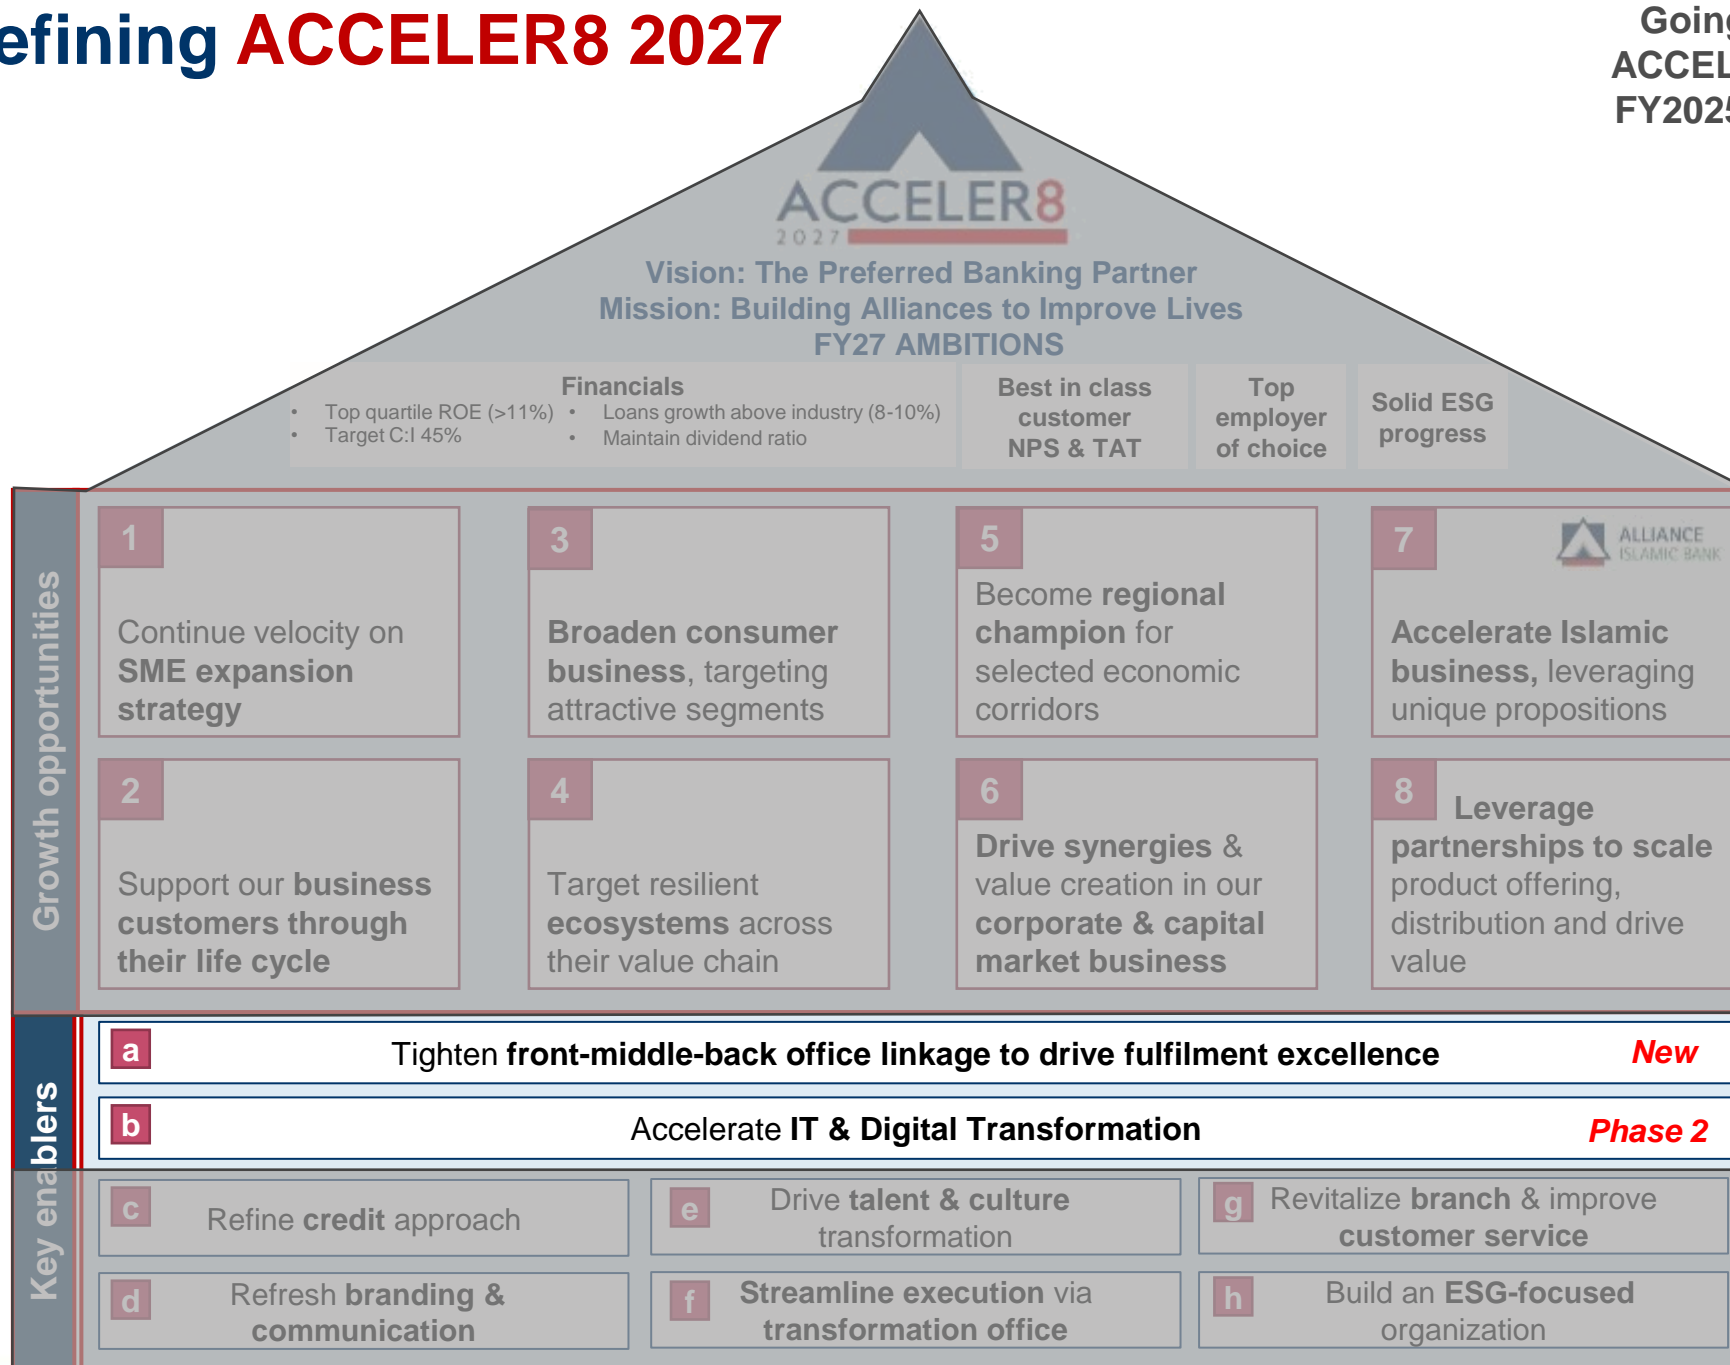 efining ACCELER8 2027
Going
ACCEL
FY2025
ACCELER8
2027
Vision: The Preferred Banking Partner
Mission: Building Alliances to Improve Lives
FY27 AMBITIONS
Financials
• Top quartile ROE (>11%)
• Target C:I 45%
• Loans growth above industry (8-10%)
• Maintain dividend ratio
Best in class
customer
NPS & TAT
Top
employer
of choice
Solid ESG
progress
Growth opportunities
1
Continue velocity on
SME expansion
strategy
2
Support our business
customers through
their life cycle
3
Broaden consumer
business, targeting
attractive segments
4
Target resilient
ecosystems across
their value chain
5
Become regional
champion for
selected economic
corridors
6
Drive synergies &
value creation in our
corporate & capital
market business
7
ALLIANCE
ISLAMIC BANK
Accelerate Islamic
business, leveraging
unique propositions
8
Leverage
partnerships to scale
product offering,
distribution and drive
value
Key enablers
a
Tighten front-middle-back office linkage to drive fulfilment excellence
New
b
Accelerate IT & Digital Transformation
Phase 2
c
Refine credit approach
d
Refresh branding &
communication
e
Drive talent & culture
transformation
f
Streamline execution via
transformation office
g
Revitalize branch & improve
customer service
h
Build an ESG-focused
organization